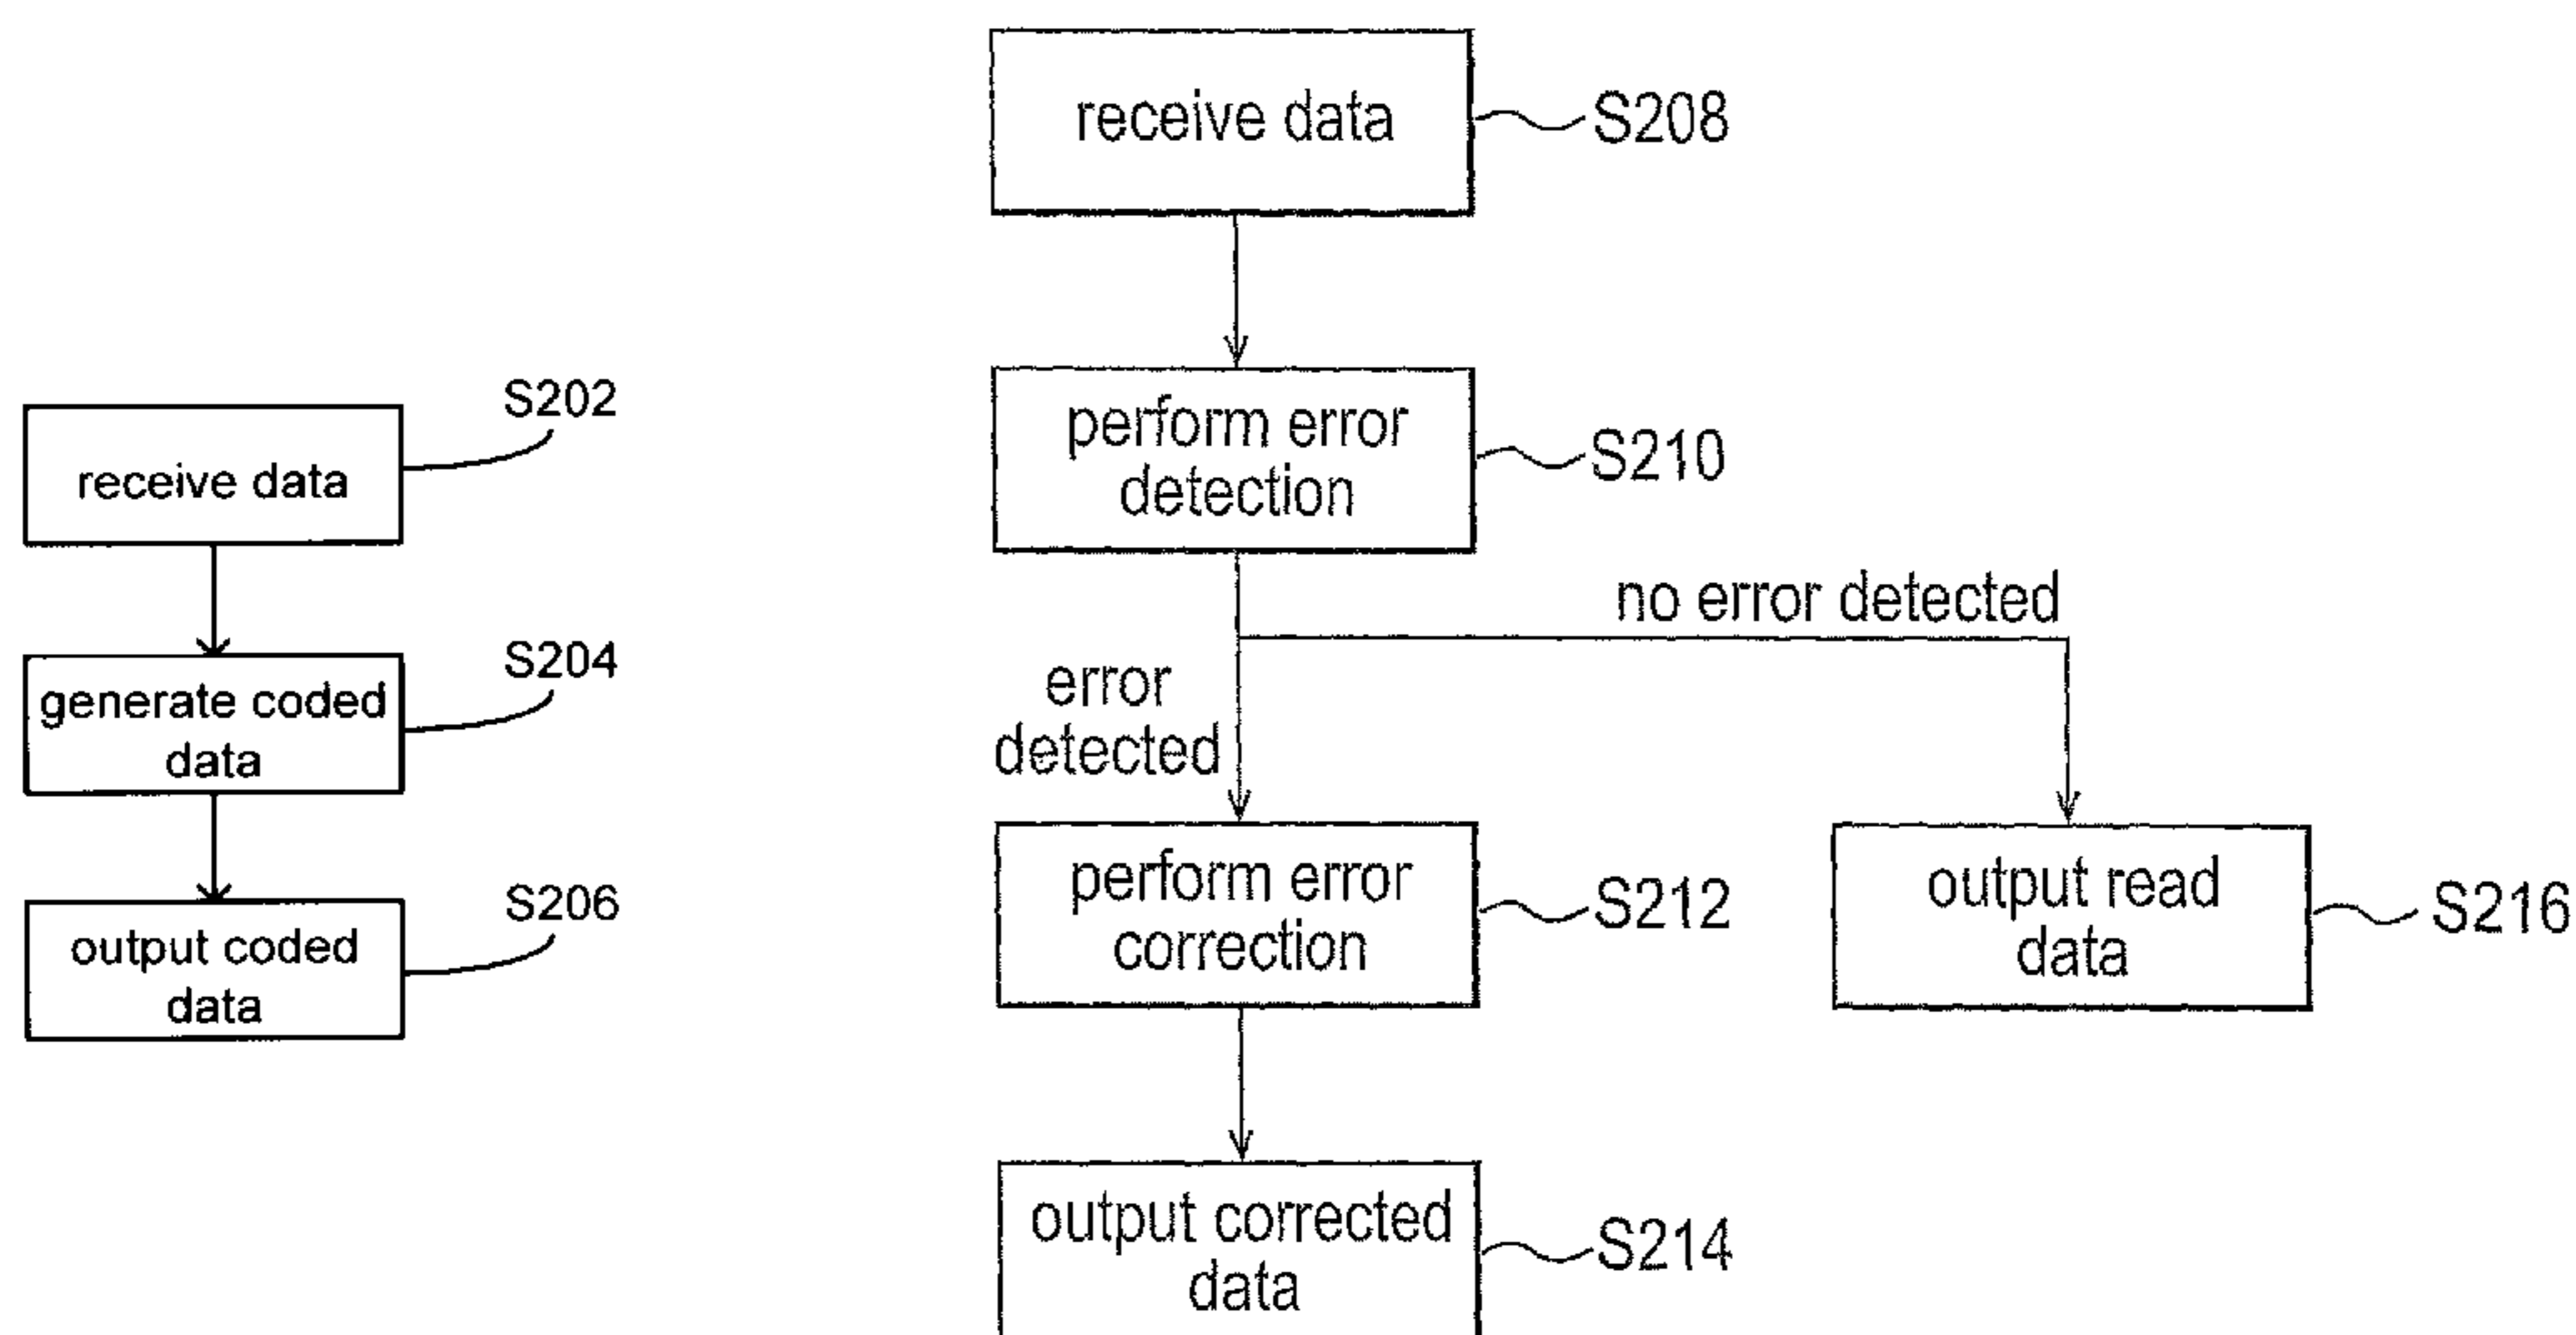 S202
receive data
S204
generate coded
data
S206
output coded
data
receive data
S208
perform error
detection
S210
no error detected
error
detected
perform error
correction
S212
output read
data
S216
output corrected
data
S214